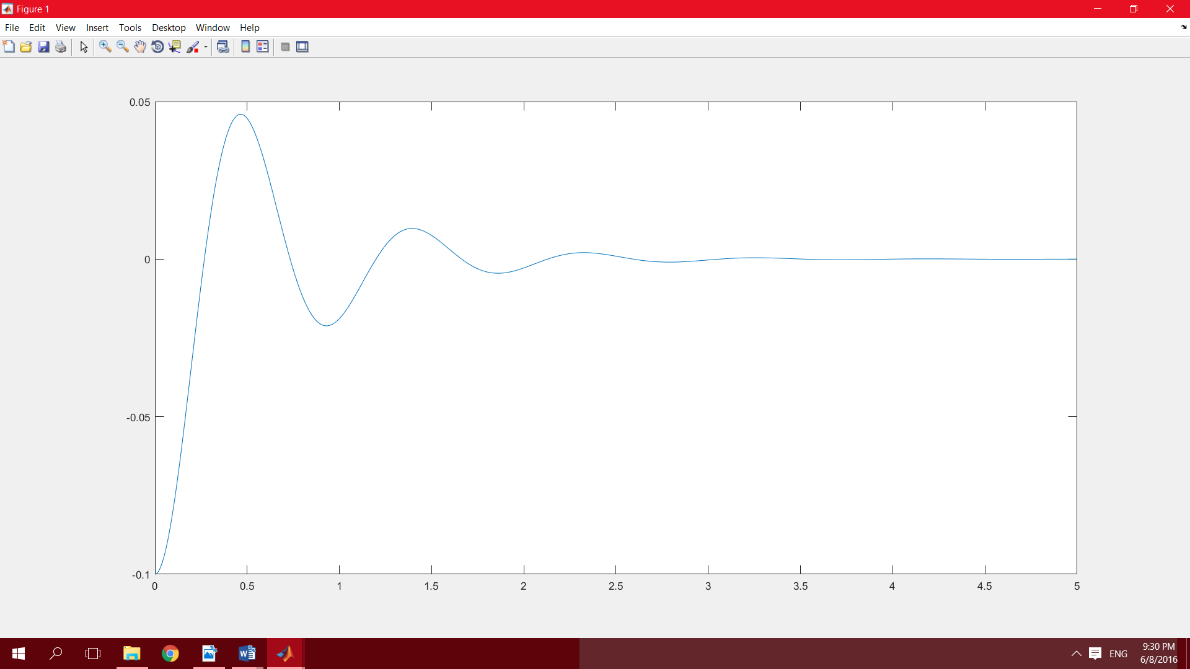 Figure 1
File Edit View Insert Tools Desktop Window Help
0.05
0
-0.05
-0.1
0 0.5 1 1.5 2 2.5 3 3.5 4 4.5 5
ENG
9:30 PM
6/8/2016